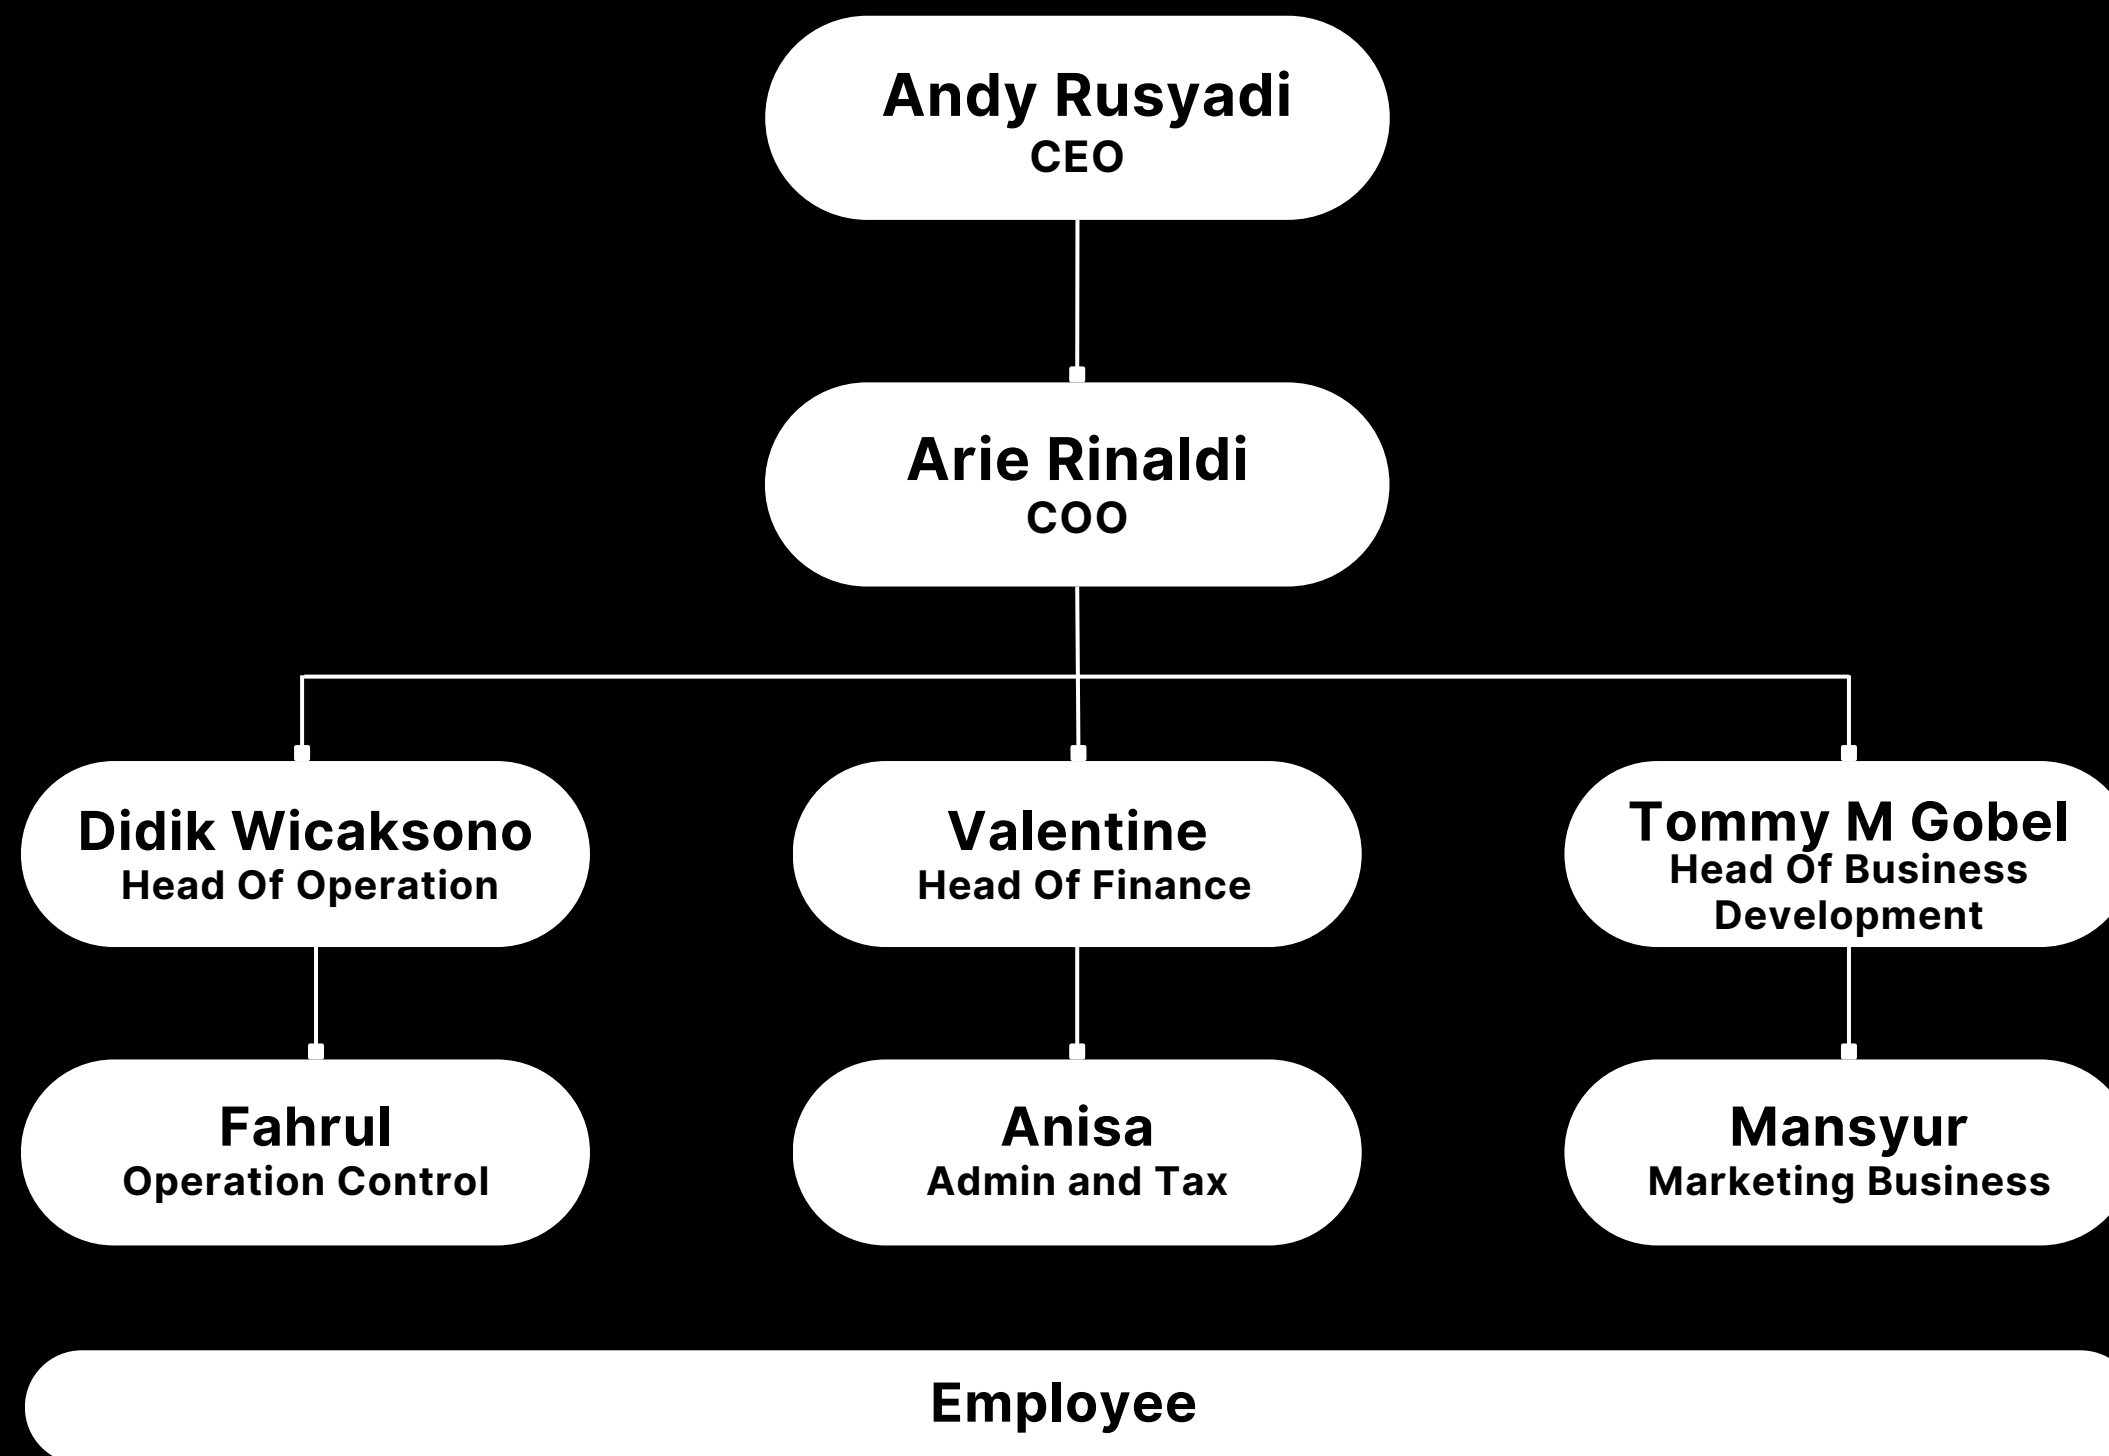 Andy Rusyadi
CEO
Arie Rinaldi
COO
Didik Wicaksono
Head Of Operation
Valentine
Head Of Finance
Tommy M Gobel
Head Of Business
Development
Fahrul
Operation Control
Anisa
Admin and Tax
Mansyur
Marketing Business
Employee